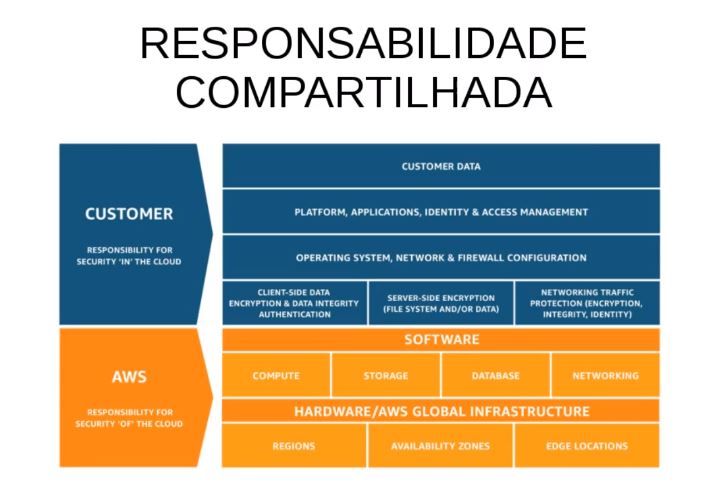 RESPONSABILIDADE
COMPARTILHADA
CUSTOMER
RESPONSIBILITY FOR
SECURITY 'IN' THE CLOUD
CUSTOMER DATA
PLATFORM, APPLICATIONS, IDENTITY & ACCESS MANAGEMENT
OPERATING SYSTEM, NETWORK & FIREWALL CONFIGURATION
CLIENT-SIDE DATA
ENCRYPTION & DATA INTEGRITY
AUTHENTICATION
SERVER-SIDE ENCRYPTION
(FILE SYSTEM AND/OR DATA)
NETWORKING TRAFFIC
PROTECTION (ENCRYPTION,
INTEGRITY, IDENTITY)
AWS
RESPONSIBILITY FOR
SECURITY 'OF' THE CLOUD
SOFTWARE
COMPUTE
STORAGE
DATABASE
NETWORKING
HARDWARE/AWS GLOBAL INFRASTRUCTURE
REGIONS
AVAILABILITY ZONES
EDGE LOCATIONS